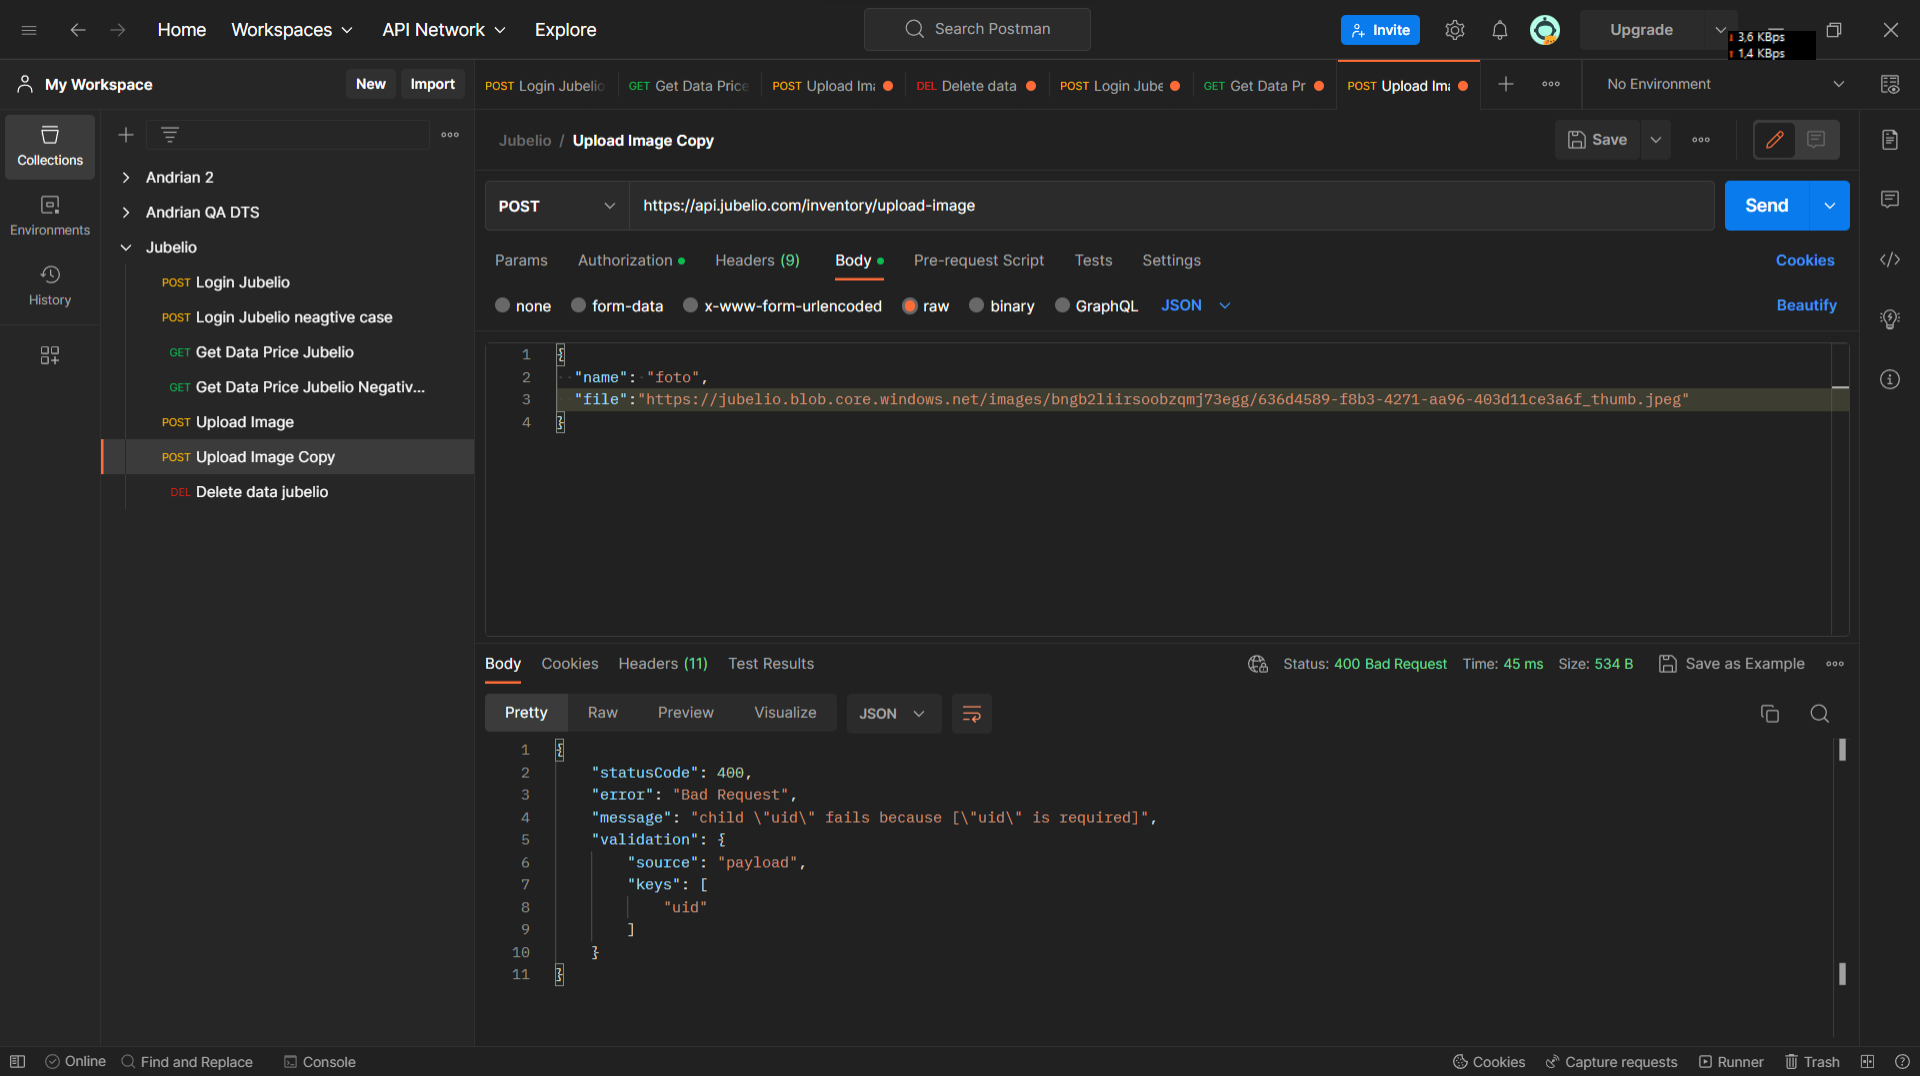 Home
Workspaces
API Network
Explore
Search Postman
Invite
Upgrade
3,6 KBps
1,4 KBps
My Workspace
New
Import
POST Login Jubelio
GET Get Data Price
POST Upload Ima
DEL Delete data
POST Login Jube
GET Get Data Pr
POST Upload Ima
No Environment
Collections
Environments
History
Andrian 2
Andrian QA DTS
Jubelio
POST Login Jubelio
POST Login Jubelio neagtive case
GET Get Data Price Jubelio
GET Get Data Price Jubelio Negativ...
POST Upload Image
POST Upload Image Copy
DEL Delete data jubelio
Jubelio / Upload Image Copy
Save
POST
https://api.jubelio.com/inventory/upload-image
Send
Params
Authorization
Headers (9)
Body
Pre-request Script
Tests
Settings
Cookies
none
form-data
x-www-form-urlencoded
raw
binary
GraphQL
JSON
Beautify
1 {
2 "name": "foto",
3 "file":"https://jubelio.blob.core.windows.net/images/bngb2liirsoobzqmj73egg/636d4589-f8b3-4271-aa96-403d11ce3a6f_thumb.jpeg"
4 }
Body
Cookies
Headers (11)
Test Results
Status: 400 Bad Request
Time: 45 ms
Size: 534 B
Save as Example
Pretty
Raw
Preview
Visualize
JSON
1 {
2 "statusCode": 400,
3 "error": "Bad Request",
4 "message": "child \"uid\" fails because [\"uid\" is required]",
5 "validation": {
6 "source": "payload",
7 "keys": [
8 "uid"
9 ]
10 }
11 }
Online
Find and Replace
Console
Cookies
Capture requests
Runner
Trash